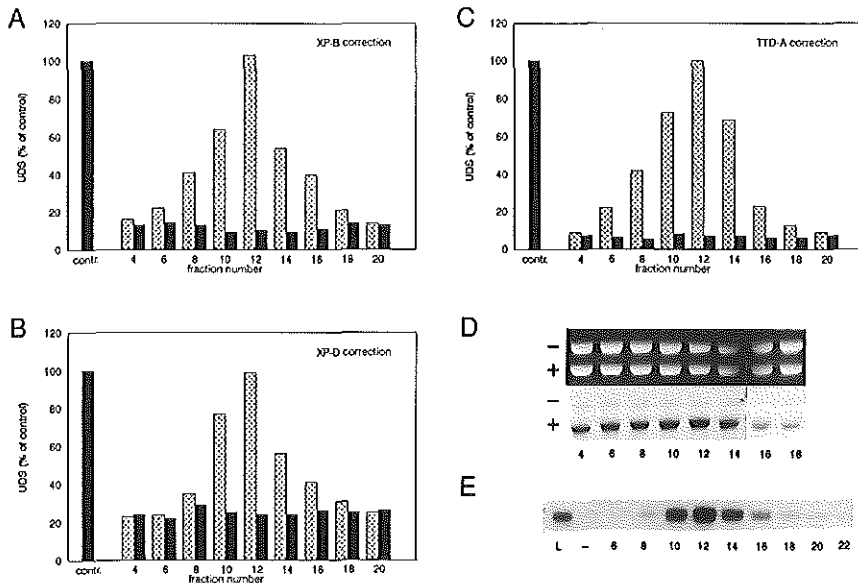 A
XP-B correction
120
100
80
60
40
20
0
UDS (% of control)
contr. 4 6 8 10 12 14 16 18 20
fraction number
B
XP-D correction
120
100
80
60
40
20
0
UDS (% of control)
contr. 4 6 8 10 12 14 16 18 20
fraction number
C
TTD-A correction
120
100
80
60
40
20
0
UDS (% of control)
contr. 4 6 8 10 12 14 16 18 20
fraction number
D
−
+
−
+
4 6 8 10 12 14 16 18
E
L − 6 8 10 12 14 16 18 20 22